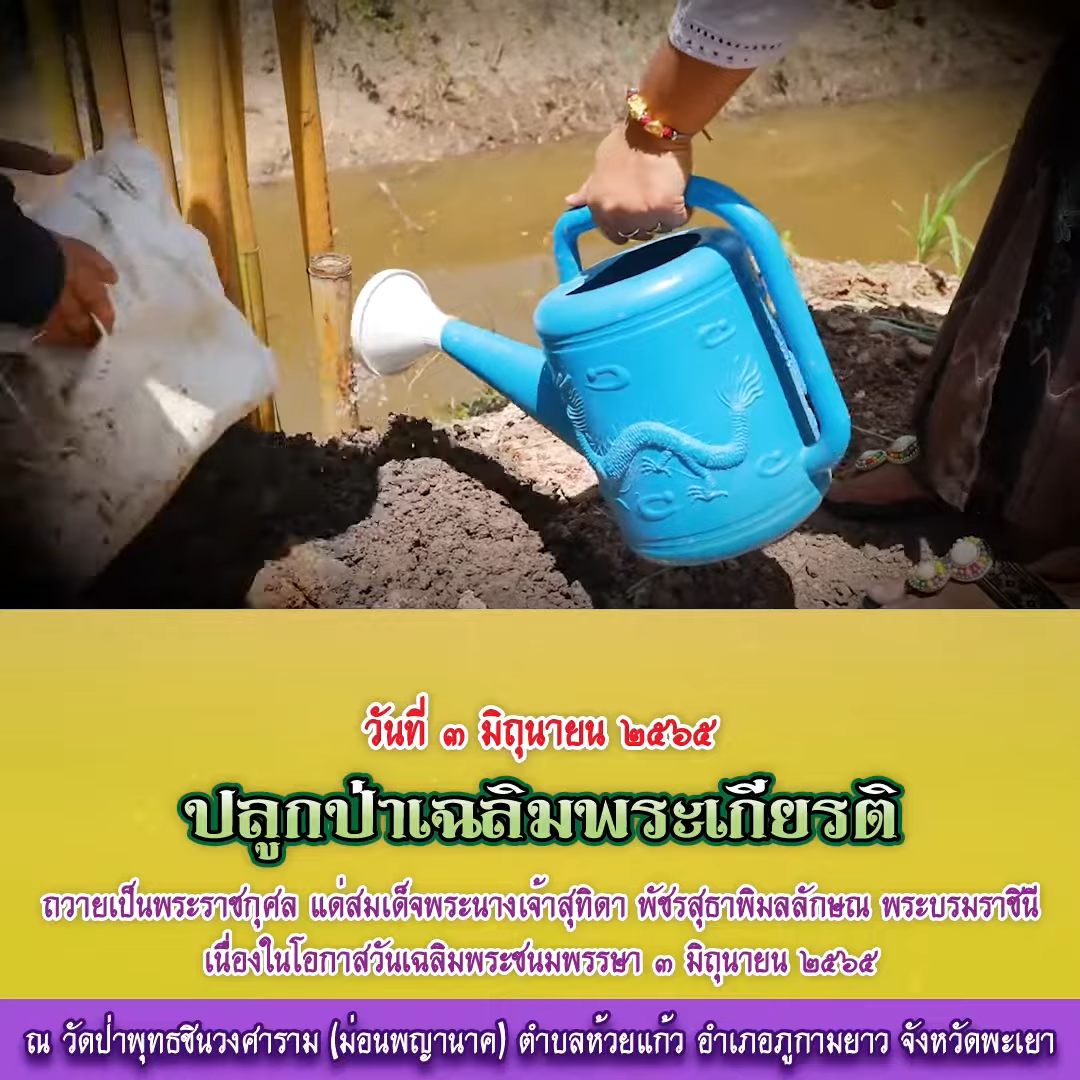 วันที่ ๓ มิถุนายน ๒๕๖๕
ปลูกป่าเฉลิมพระเกียรติ
ถวายเป็นพระราชกุศล แด่สมเด็จพระนางเจ้าสุทิดา พัชรสุธาพิมลลักษณ พระบรมราชินี
เนื่องในโอกาสวันเฉลิมพระชนมพรรษา ๓ มิถุนายน ๒๕๖๕
ณ วัดป่าพุทธชินวงศาราม (ม่อนพญานาค) ตำบลห้วยแก้ว อำเภอภูกามยาว จังหวัดพะเยา